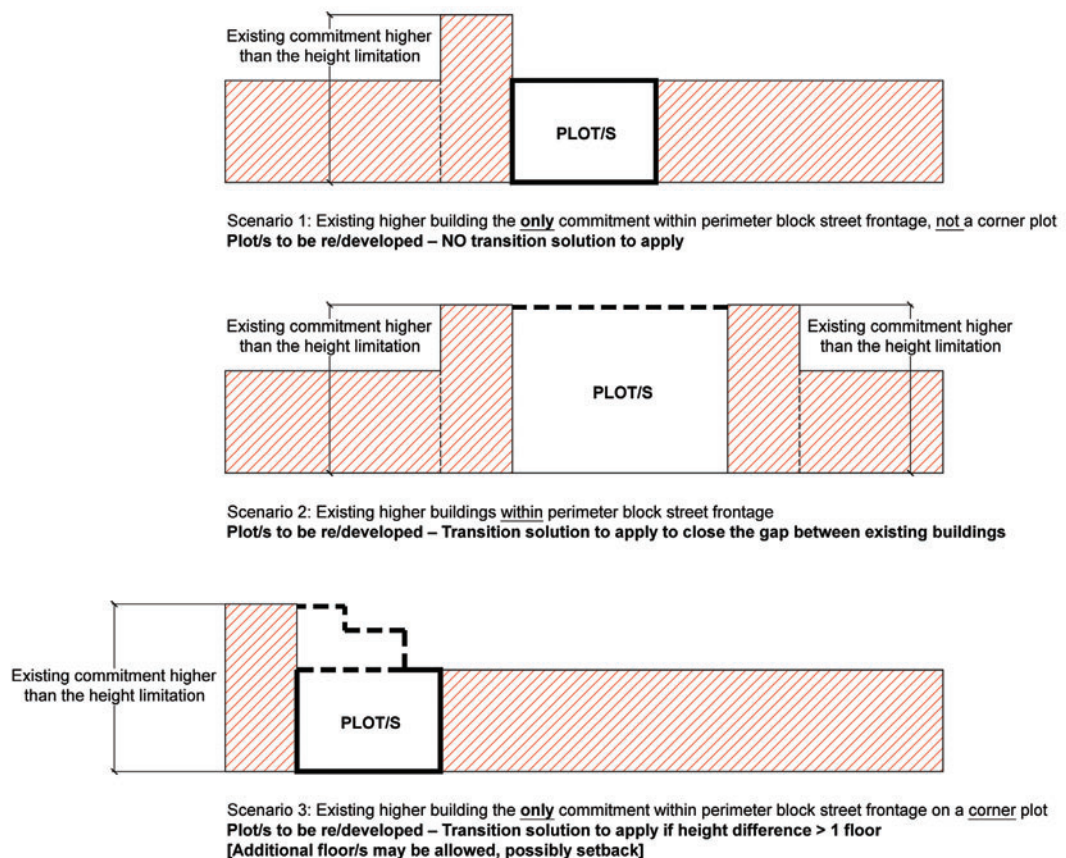 Existing commitment higher
than the height limitation
PLOT/S
Scenario 1: Existing higher building the only commitment within perimeter block street frontage, not a corner plot
Plot/s to be re/developed – NO transition solution to apply
Existing commitment higher
than the height limitation
PLOT/S
Existing commitment higher
than the height limitation
Scenario 2: Existing higher buildings within perimeter block street frontage
Plot/s to be re/developed – Transition solution to apply to close the gap between existing buildings
Existing commitment higher
than the height limitation
PLOT/S
Scenario 3: Existing higher building the only commitment within perimeter block street frontage on a corner plot
Plot/s to be re/developed – Transition solution to apply if height difference > 1 floor
[Additional floor/s may be allowed, possibly setback]